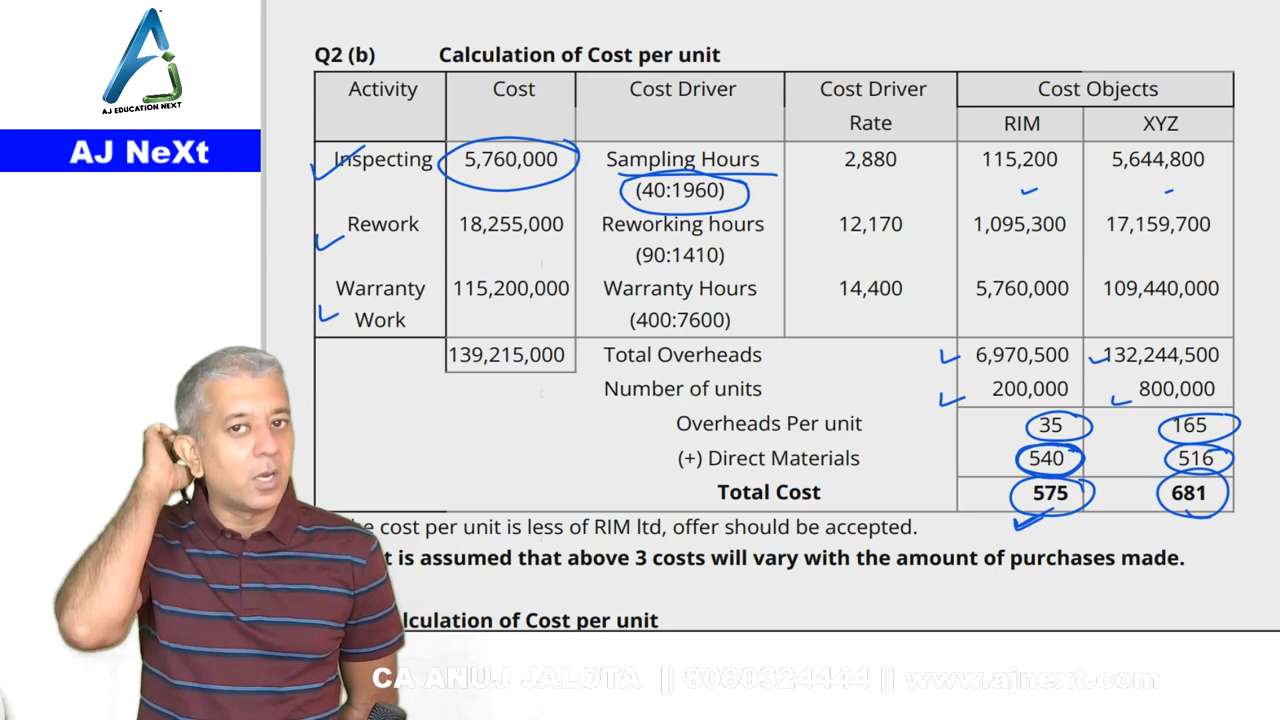 AJ EDUCATION NEXT
AJ NeXt
Q2 (b) Calculation of Cost per unit
Activity Cost Cost Driver Cost Driver Rate Cost Objects
RIM XYZ
Inspecting 5,760,000 Sampling Hours 2,880 115,200 5,644,800
(40:1960)
Rework 18,255,000 Reworking hours 12,170 1,095,300 17,159,700
(90:1410)
Warranty 115,200,000 Warranty Hours 14,400 5,760,000 109,440,000
Work (400:7600)
139,215,000 Total Overheads 6,970,500 132,244,500
Number of units 200,000 800,000
Overheads Per unit 35 165
(+) Direct Materials 540 516
Total Cost 575 681
cost per unit is less of RIM ltd, offer should be accepted.
is assumed that above 3 costs will vary with the amount of purchases made.
of Cost per unit
CA ANUJ JALOTA || 8080324444 || www.ajnext.com